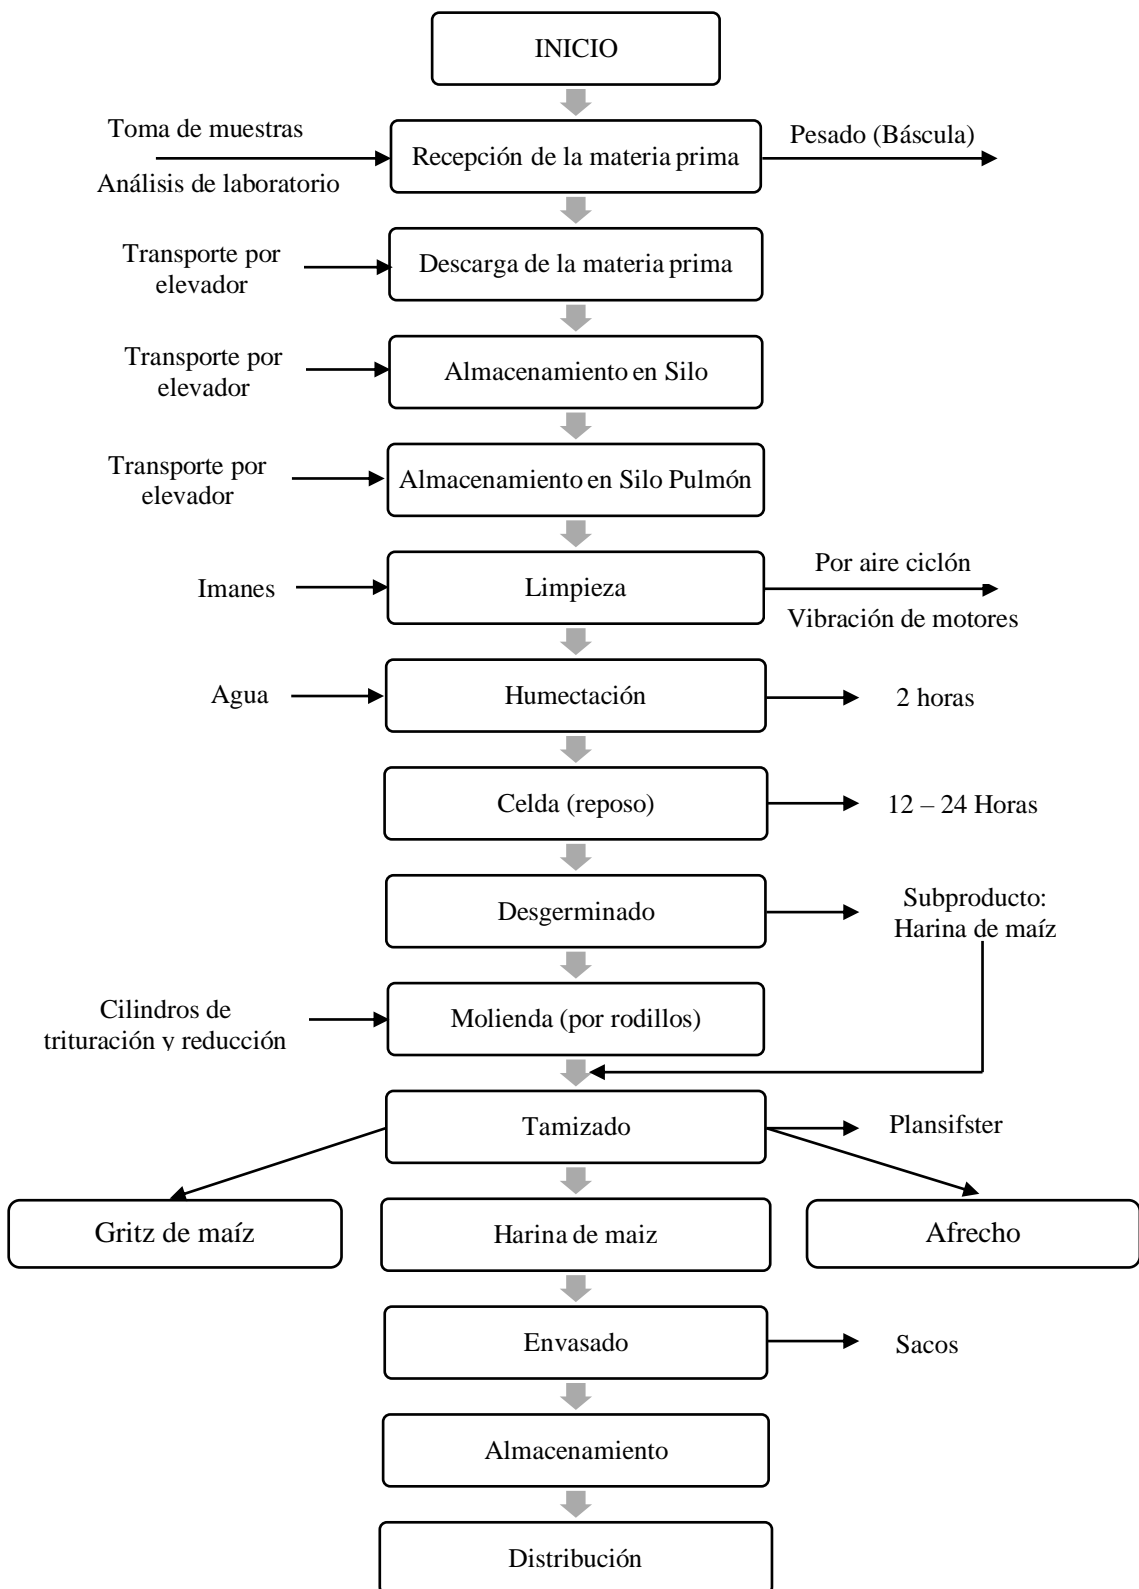 INICIO
Toma de muestras
Análisis de laboratorio
Recepción de la materia prima
Pesado (Báscula)
Transporte por
elevador
Descarga de la materia prima
Transporte por
elevador
Almacenamiento en Silo
Transporte por
elevador
Almacenamiento en Silo Pulmón
Imanes
Limpieza
Por aire ciclón
Vibración de motores
Agua
Humectación
2 horas
Celda (reposo)
12 – 24 Horas
Desgerminado
Subproducto:
Harina de maíz
Cilindros de
trituración y reducción
Molienda (por rodillos)
Tamizado
Plansifster
Gritz de maíz
Harina de maiz
Afrecho
Envasado
Sacos
Almacenamiento
Distribución